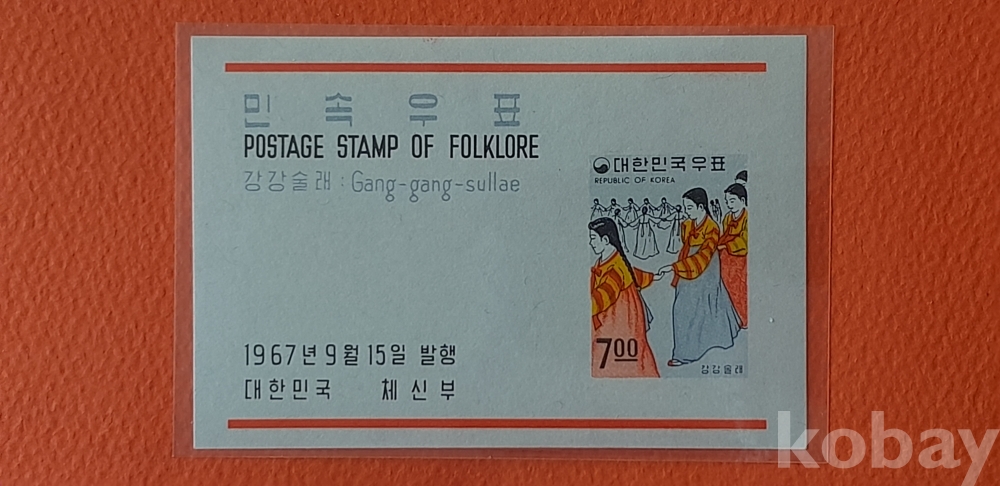 민속우표
POSTAGE STAMP OF FOLKLORE
강강술래 : Gang-gang-sullae
대한민국우표
REPUBLIC OF KOREA
7.00
강강술래
1967년 9월 15일 발행
대한민국 체신부
kobay